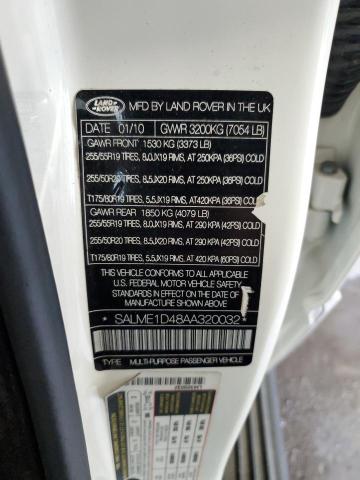 LAND
ROVER
MFD BY LAND ROVER IN THE UK
DATE 01/10 GWWR 3200KG (7054 LB)
GAWR FRONT 1530 KG (3373 LB)
255/55R19 TIRES, 8.0JX19 RIMS, AT 250KPA (36PSI) COLD
255/50R20 TIRES, 8.5JX20 RIMS, AT 250KPA (36PSI) COLD
T175/80R19 TIRES, 5.5JX19 RIMS, AT420KPA (36PSI) COLD
GAWR REAR 1850 KG (4079 LB)
255/55R19 TIRES, 8.0JX19 RIMS, AT 290 KPA (42PSI) COLD
255/50R20 TIRES, 8.5JX20 RIMS, AT 290 KPA (42PSI) COLD
T175/80R19 TIRES, 5.5JX19 RIMS, AT 420 KPA (60PSI) COLD
THIS VEHICLE CONFORMS TO ALL APPLICABLE
U.S. FEDERAL MOTOR VEHICLE SAFETY
STANDARDS IN EFFECT ON THE DATE OF
MANUFACTURE SHOWN ABOVE.
* SALME1D48AA320032 *
TYPE: MULTI-PURPOSE PASSENGER VEHICLE